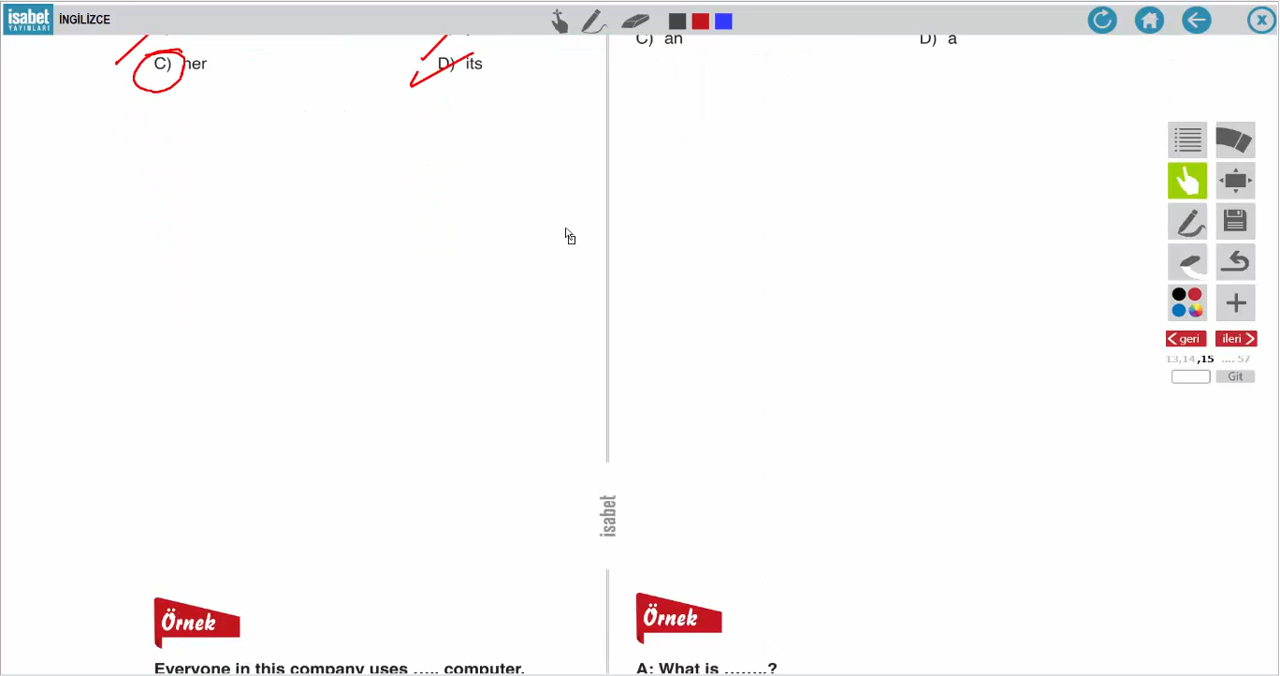 isabet
YAYINLARI
İNGİLİZCE
C) her
D) its
C) an
D) a
geri
ileri
13,14,15 .... 57
Git
isabet
Örnek
Everyone in this company uses ..... computer.
Örnek
A: What is ........?